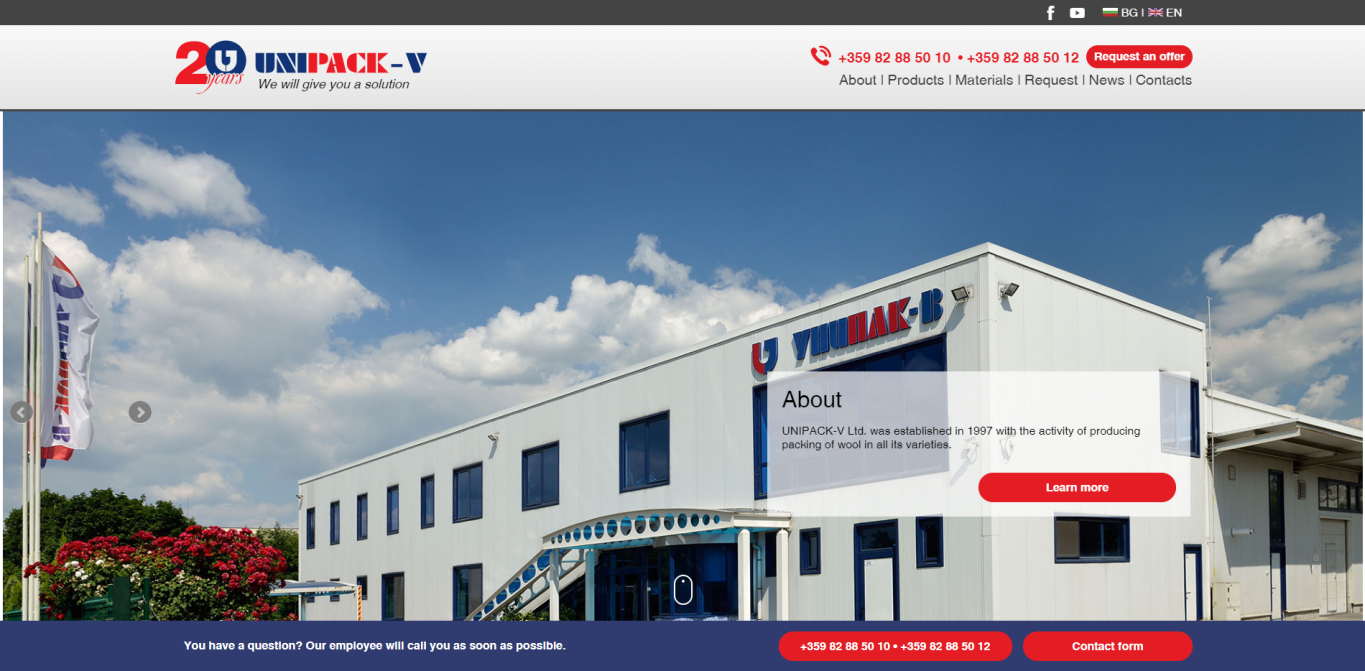 BG | EN
20 years
UNIPACK-V
We will give you a solution
+359 82 88 50 10 • +359 82 88 50 12
Request an offer
About | Products | Materials | Request | News | Contacts
УНИПАК-В
About
UNIPACK-V Ltd. was established in 1997 with the activity of producing
packing of wool in all its varieties.
Learn more
You have a question? Our employee will call you as soon as possible.
+359 82 88 50 10 • +359 82 88 50 12
Contact form